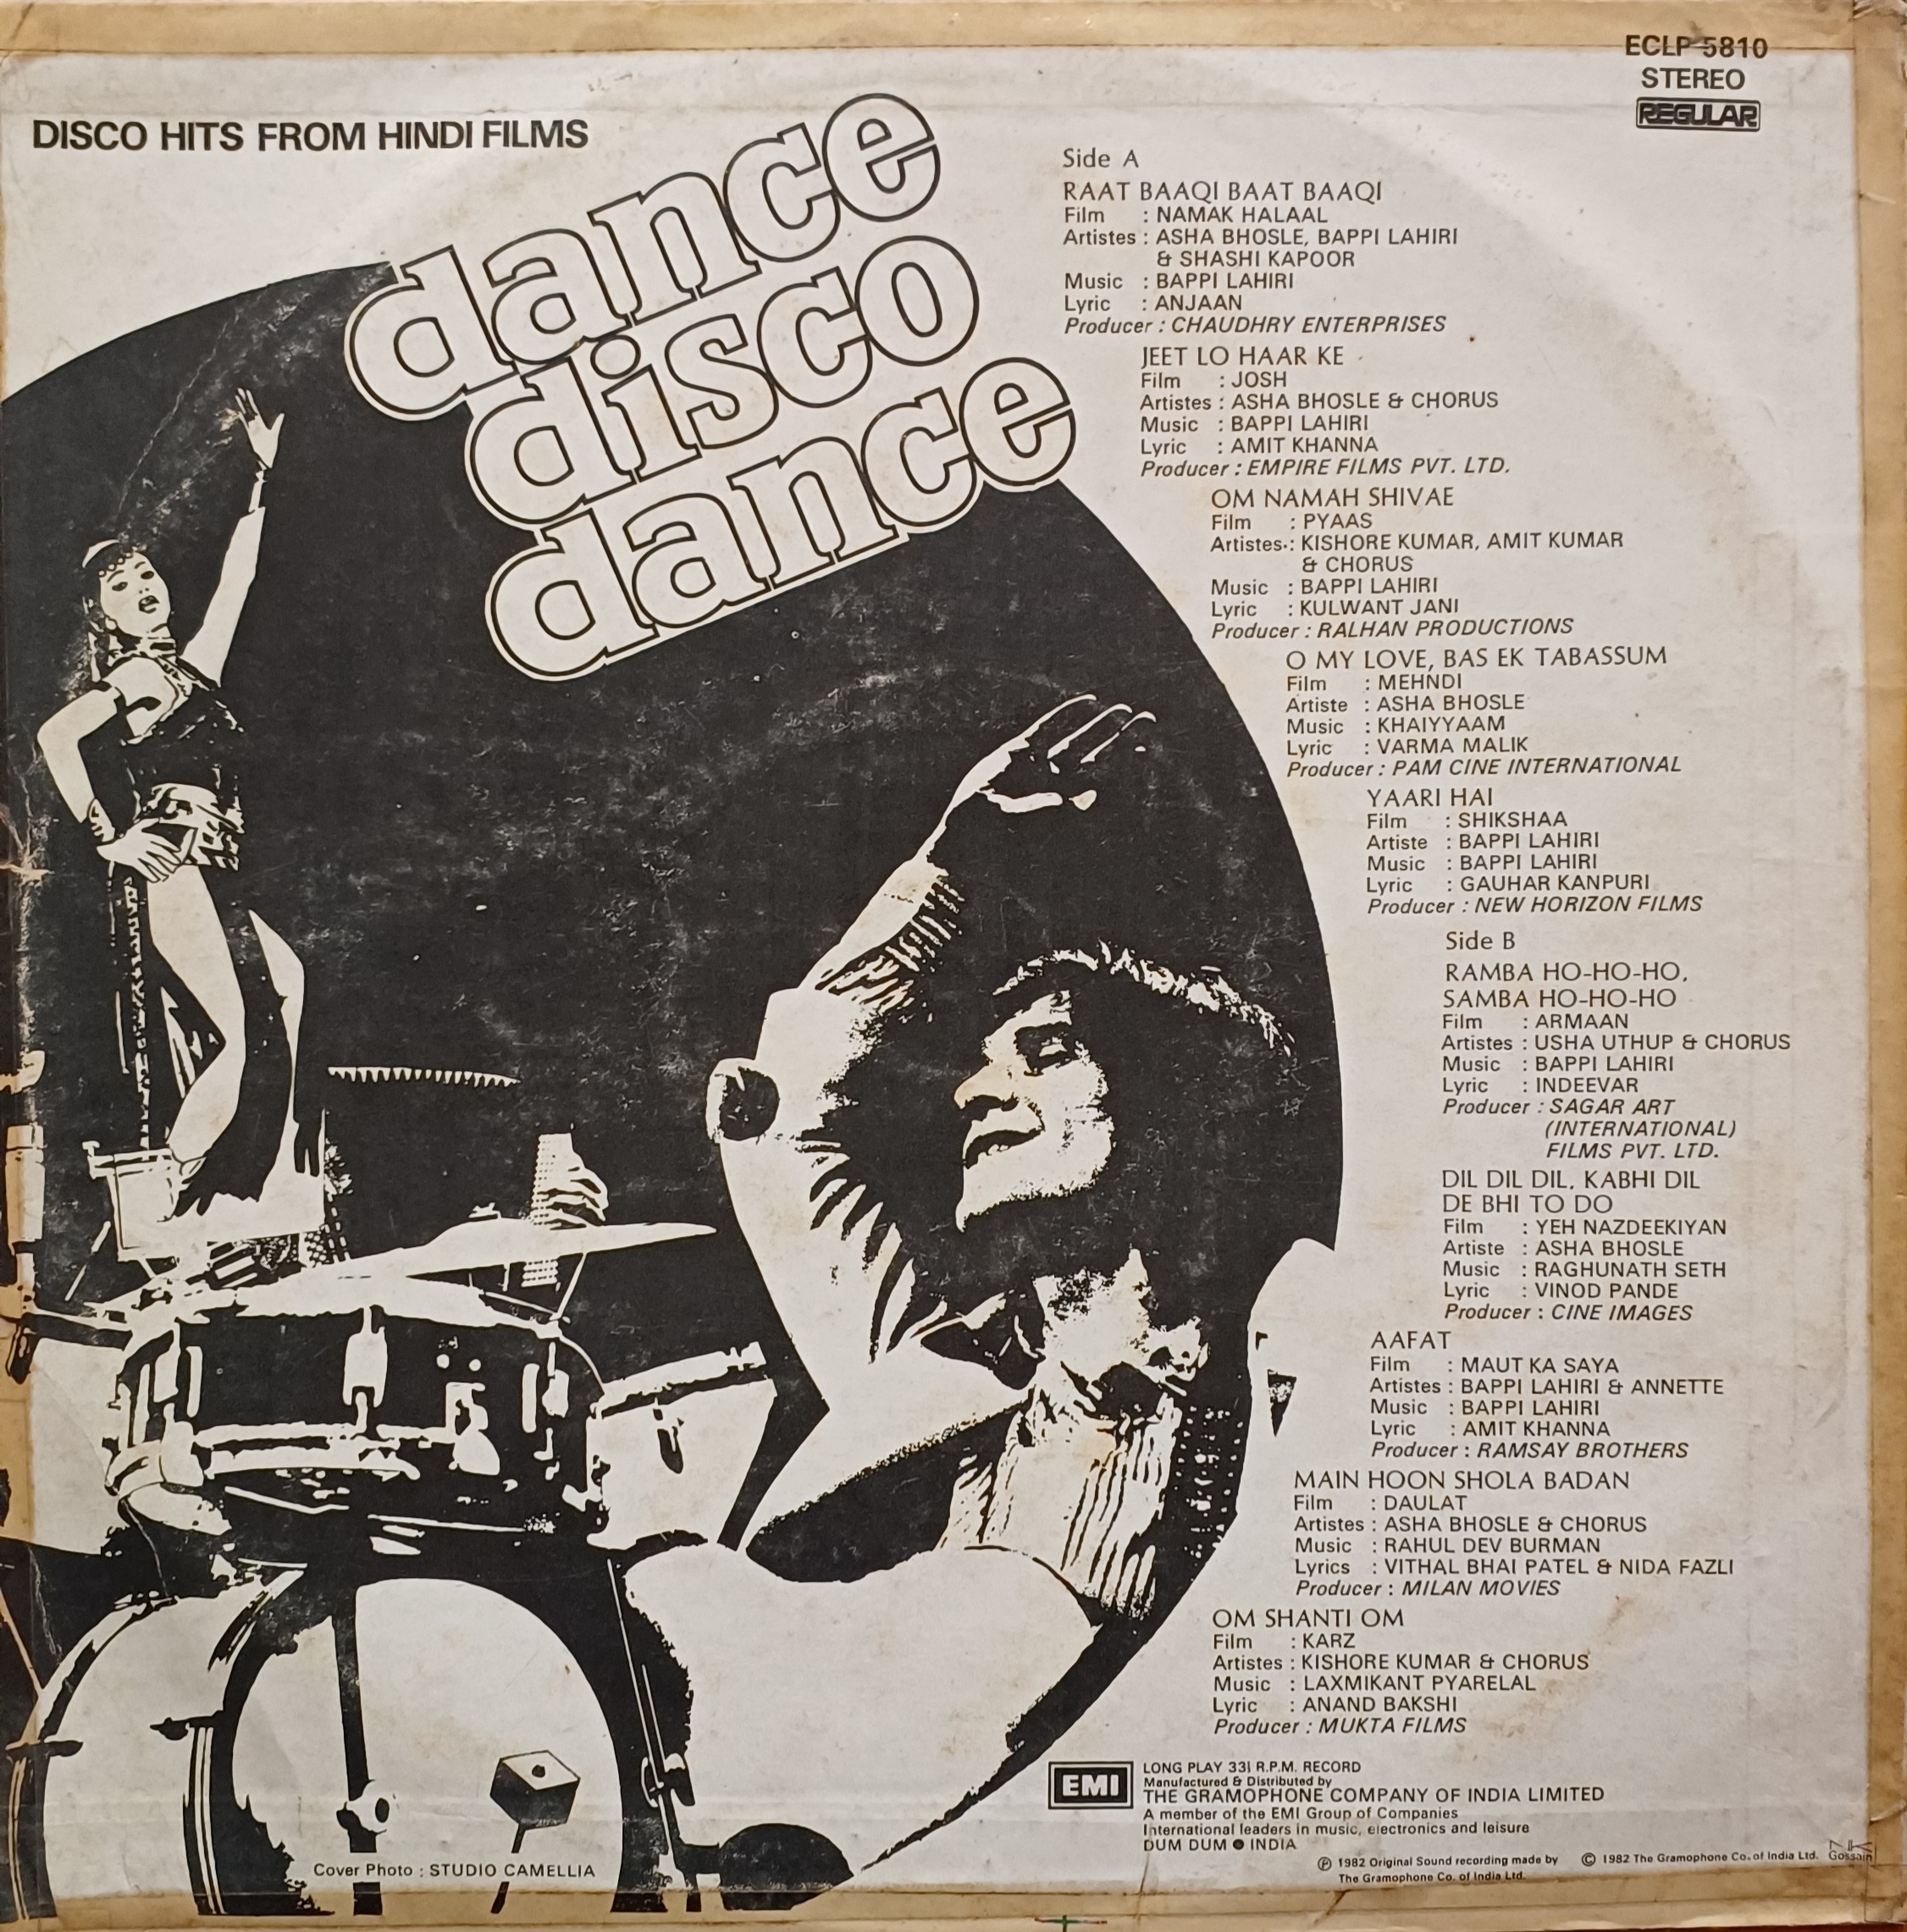 ECLP 5810
STEREO
REGULAR
DISCO HITS FROM HINDI FILMS
dance
disco
dance
Side A
RAAT BAAQI BAAT BAAQI
Film : NAMAK HALAAL
Artistes : ASHA BHOSLE, BAPPI LAHIRI
& SHASHI KAPOOR
Music : BAPPI LAHIRI
Lyric : ANJAAN
Producer : CHAUDHRY ENTERPRISES
JEET LO HAAR KE
Film : JOSH
Artistes : ASHA BHOSLE & CHORUS
Music : BAPPI LAHIRI
Lyric : AMIT KHANNA
Producer : EMPIRE FILMS PVT. LTD.
OM NAMAH SHIVAE
Film : PYAAS
Artistes : KISHORE KUMAR, AMIT KUMAR
& CHORUS
Music : BAPPI LAHIRI
Lyric : KULWANT JANI
Producer : RALHAN PRODUCTIONS
O MY LOVE, BAS EK TABASSUM
Film : MEHNDI
Artiste : ASHA BHOSLE
Music : KHAIYYAAM
Lyric : VARMA MALIK
Producer : PAM CINE INTERNATIONAL
YAARI HAI
Film : SHIKSHAA
Artiste : BAPPI LAHIRI
Music : BAPPI LAHIRI
Lyric : GAUHAR KANPURI
Producer : NEW HORIZON FILMS
Side B
RAMBA HO-HO-HO,
SAMBA HO-HO-HO
Film : ARMAAN
Artistes : USHA UTHUP & CHORUS
Music : BAPPI LAHIRI
Lyric : INDEEVAR
Producer : SAGAR ART
(INTERNATIONAL)
FILMS PVT. LTD.
DIL DIL DIL, KABHI DIL
DE BHI TO DO
Film : YEH NAZDEEKIYAN
Artiste : ASHA BHOSLE
Music : RAGHUNATH SETH
Lyric : VINOD PANDE
Producer : CINE IMAGES
AAFAT
Film : MAUT KA SAYA
Artistes : BAPPI LAHIRI & ANNETTE
Music : BAPPI LAHIRI
Lyric : AMIT KHANNA
Producer : RAMSAY BROTHERS
MAIN HOON SHOLA BADAN
Film : DAULAT
Artistes : ASHA BHOSLE & CHORUS
Music : RAHUL DEV BURMAN
Lyrics : VITHAL BHAI PATEL & NIDA FAZLI
Producer : MILAN MOVIES
OM SHANTI OM
Film : KARZ
Artistes : KISHORE KUMAR & CHORUS
Music : LAXMIKANT PYARELAL
Lyric : ANAND BAKSHI
Producer : MUKTA FILMS
EMI
LONG PLAY 33⅓ R.P.M. RECORD
Manufactured & Distributed by
THE GRAMOPHONE COMPANY OF INDIA LIMITED
A member of the EMI Group of Companies
International leaders in music, electronics and leisure
DUM DUM ● INDIA
Cover Photo : STUDIO CAMELLIA
℗ 1982 Original Sound recording made by
The Gramophone Co. of India Ltd.
© 1982 The Gramophone Co. of India Ltd.
NK
Gossain